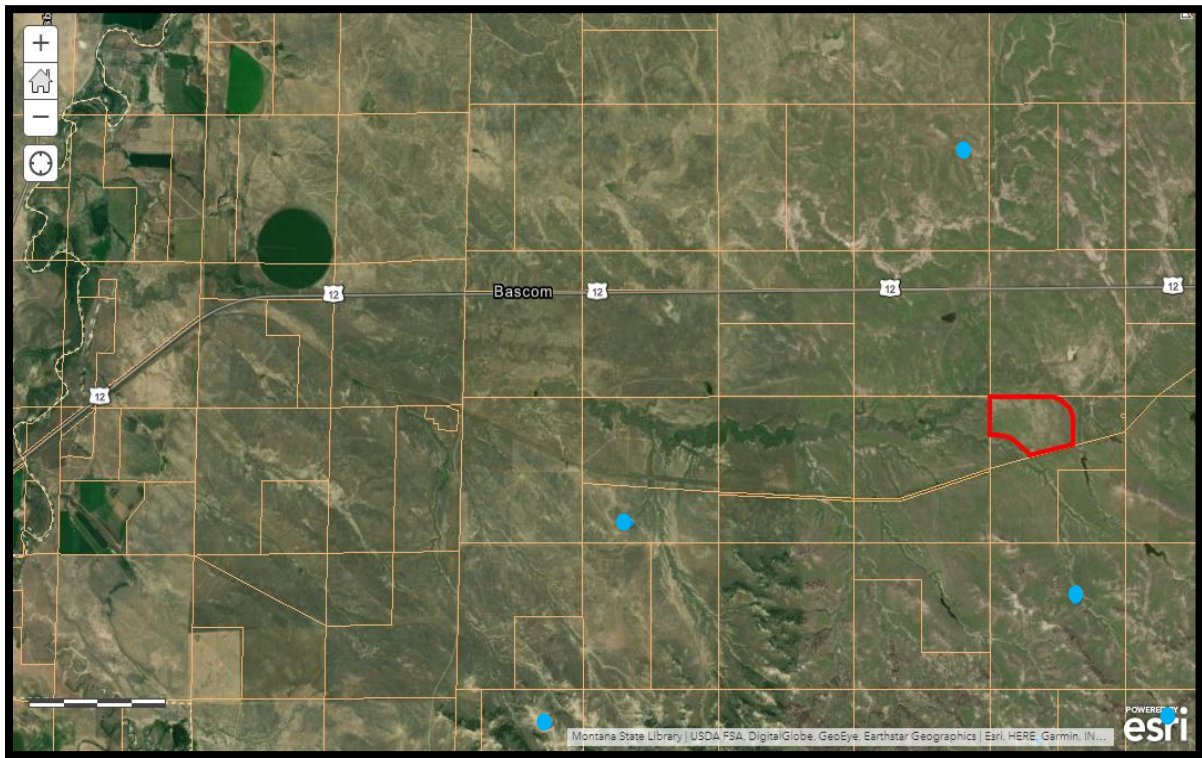 +
−
12
Bascom
12
12
12
12
Montana State Library | USDA FSA, DigitalGlobe, GeoEye, Earthstar Geographics | Esri, HERE, Garmin, IN...
POWERED BY
esri